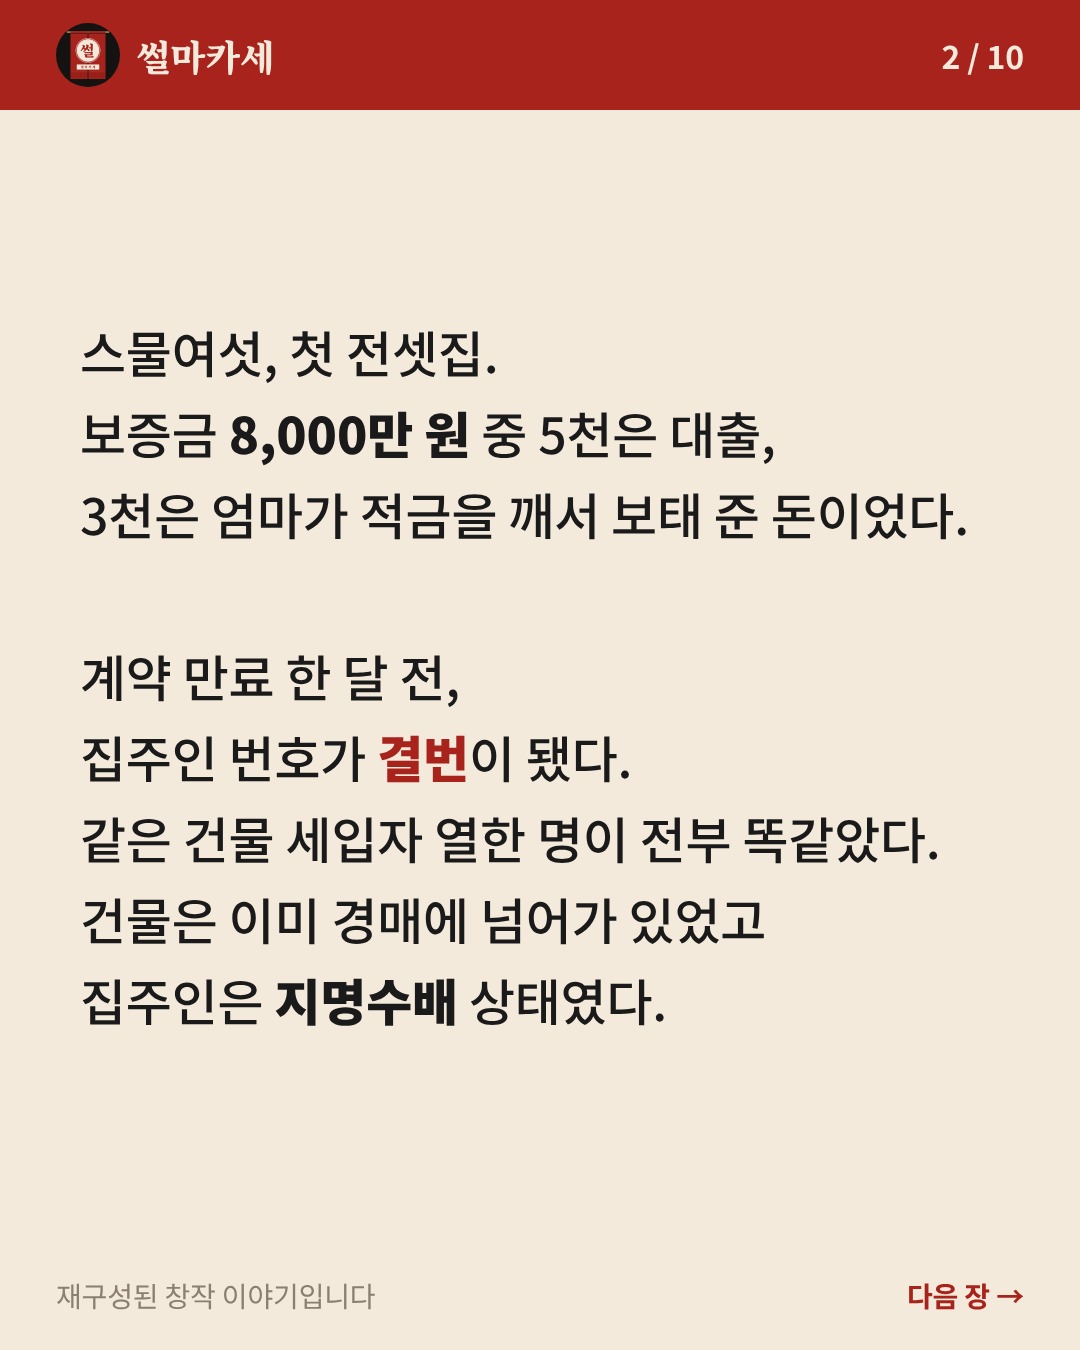 썰
썰마카세
2 / 10
스물여섯, 첫 전셋집.
보증금 8,000만 원 중 5천은 대출,
3천은 엄마가 적금을 깨서 보태 준 돈이었다.
계약 만료 한 달 전,
집주인 번호가 결번이 됐다.
같은 건물 세입자 열한 명이 전부 똑같았다.
건물은 이미 경매에 넘어가 있었고
집주인은 지명수배 상태였다.
재구성된 창작 이야기입니다
다음 장 →